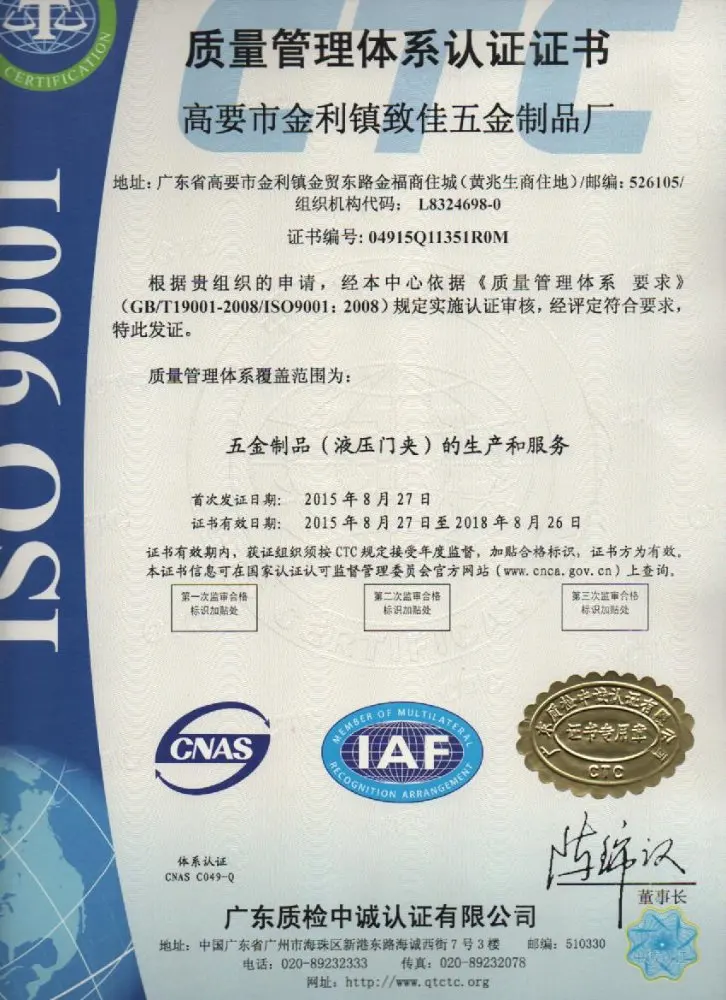 CERTIFICATION
ISO 9001
质量管理体系认证证书
高要市金利镇致佳五金制品厂
地址：广东省高要市金利镇金贸东路金福商住城（黄兆生商住地）/邮编：526105/
组织机构代码： L8324698-0
证书编号: 04915Q11351R0M
根据贵组织的申请，经本中心依据《质量管理体系 要求》
（GB/T19001-2008/ISO9001：2008）规定实施认证审核，经评定符合要求，
特此发证。
质量管理体系覆盖范围为：
五金制品（液压门夹）的生产和服务
首次发证日期： 2015 年 8 月 27 日
证书有效日期： 2015 年 8 月 27 日至 2018 年 8 月 26 日
证书有效期内，获证组织须按 CTC 规定接受年度监督，加贴合格标识，证书方为有效。
本证书信息可在国家认证认可监督管理委员会官方网站（www.cnca.gov.cn）上查询。
第一次监审合格
标识加贴处
第二次监审合格
标识加贴处
第三次监审合格
标识加贴处
CNAS
MEMBER OF MULTILATERAL
IAF
RECOGNITION ARRANGEMENT
广东质检中诚认证有限公司
证书专用章
CTC
体系认证
CNAS C049-Q
董事长
广东质检中诚认证有限公司
地址：中国广东省广州市海珠区新港东路海诚西街 7 号 3 楼 邮编：510330
电话：020-89232333 传真：020-89232078
网址：http://www.qtctc.org